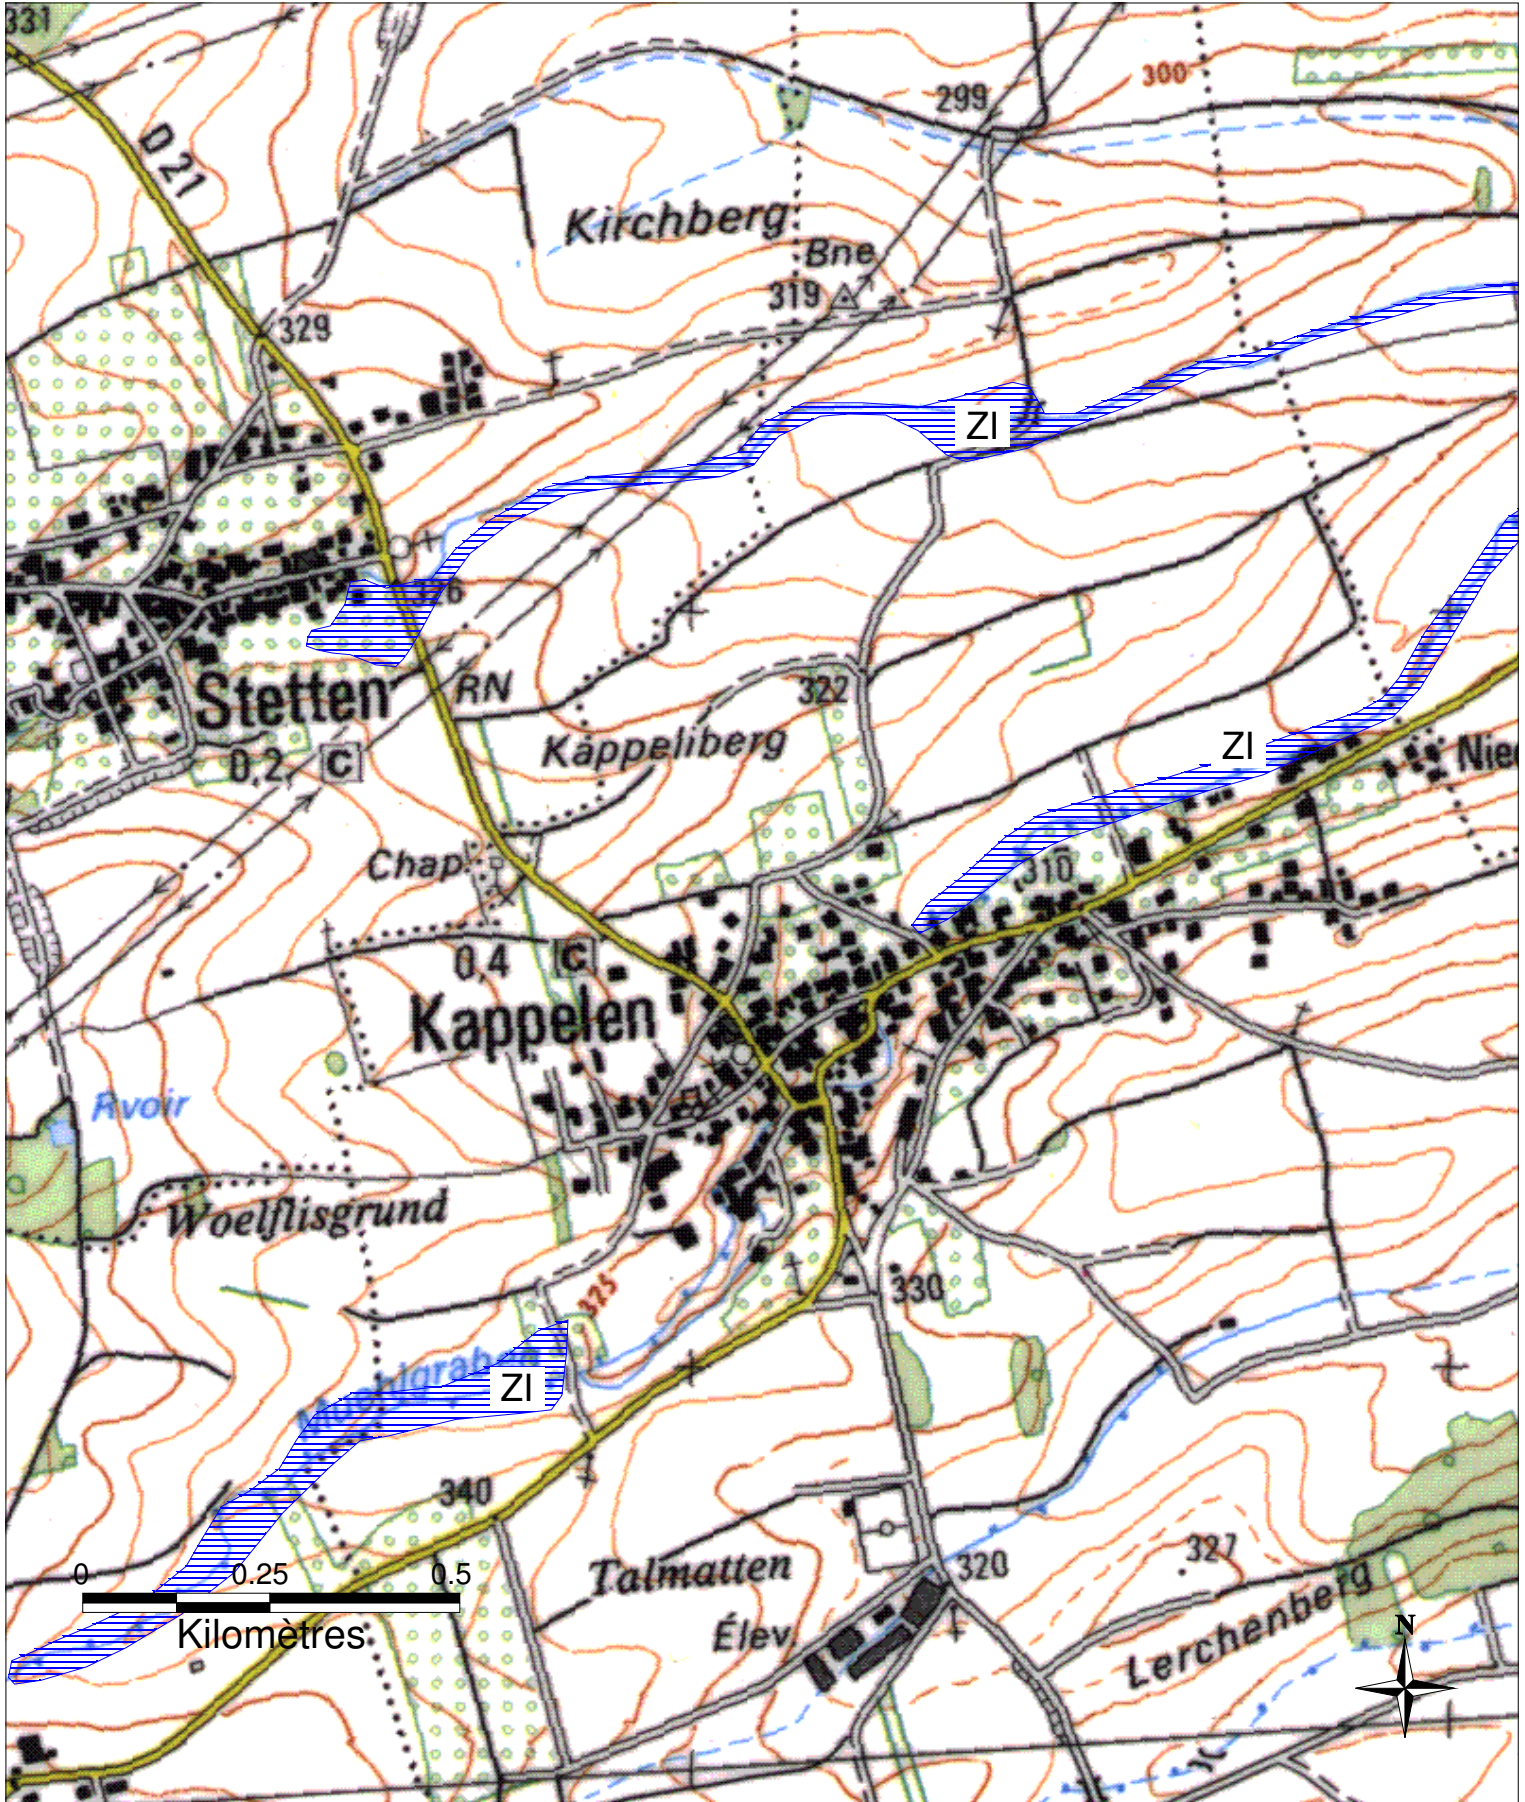 331
D 21
299
300
Kirchberg
Bne
319
329
ZI
326
Stetten
RN
322
0,2 C
Kappeliberg
ZI
Chap.
310
0,4 C
Kappelen
Rvoir
Woelflisgrund
325
330
Muehlgraben
ZI
340
0 0.25 0.5
Kilomètres
Talmatten
320
327
Élev.
Lerchenberg
N